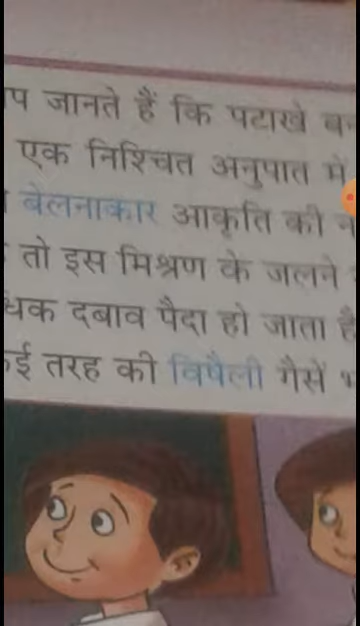 जानते हैं कि पटाखे
एक निश्चित अनुपात में
बेलनाकार आकृति की
तो इस मिश्रण के जलने
दबाव पैदा हो जाता है
तरह की विषैली गैसें